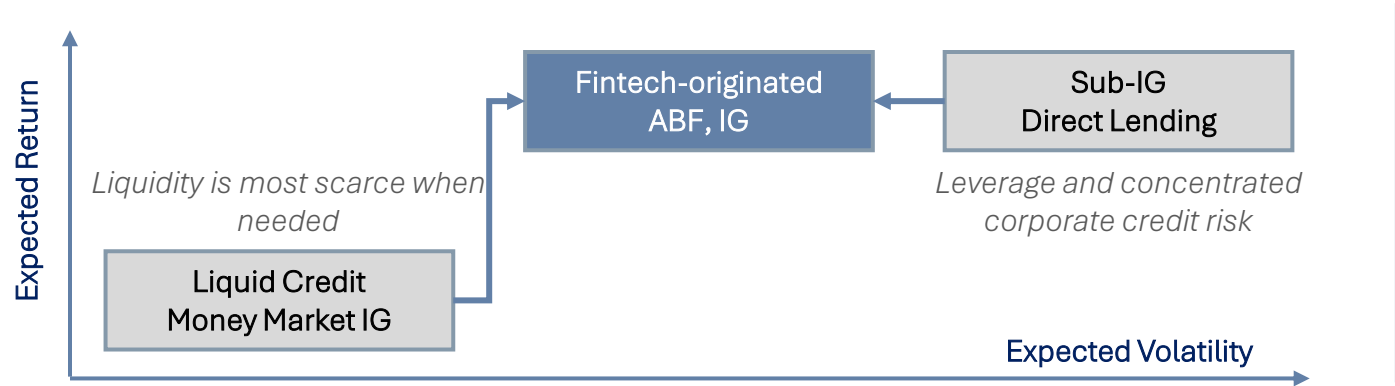 Expected Return
Fintech-originated
ABF, IG
Sub-IG
Direct Lending
Liquidity is most scarce when
needed
Leverage and concentrated
corporate credit risk
Liquid Credit
Money Market IG
Expected Volatility